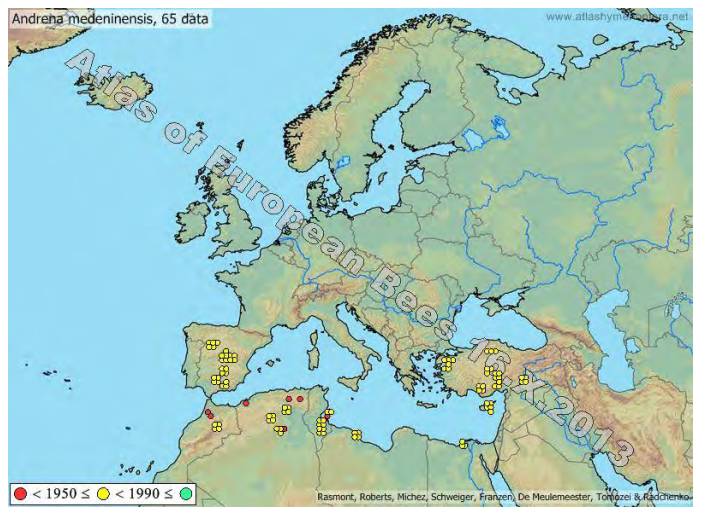 Andrena medeninensis, 65 data
www.atlashymenoptera.net
Atlas of European Bees 16.x.2013
< 1950 ≤ < 1990 ≤
Rasmont, Roberts, Michez, Schweiger, Franzen, De Meulemeester, Tomozei & Radchenko